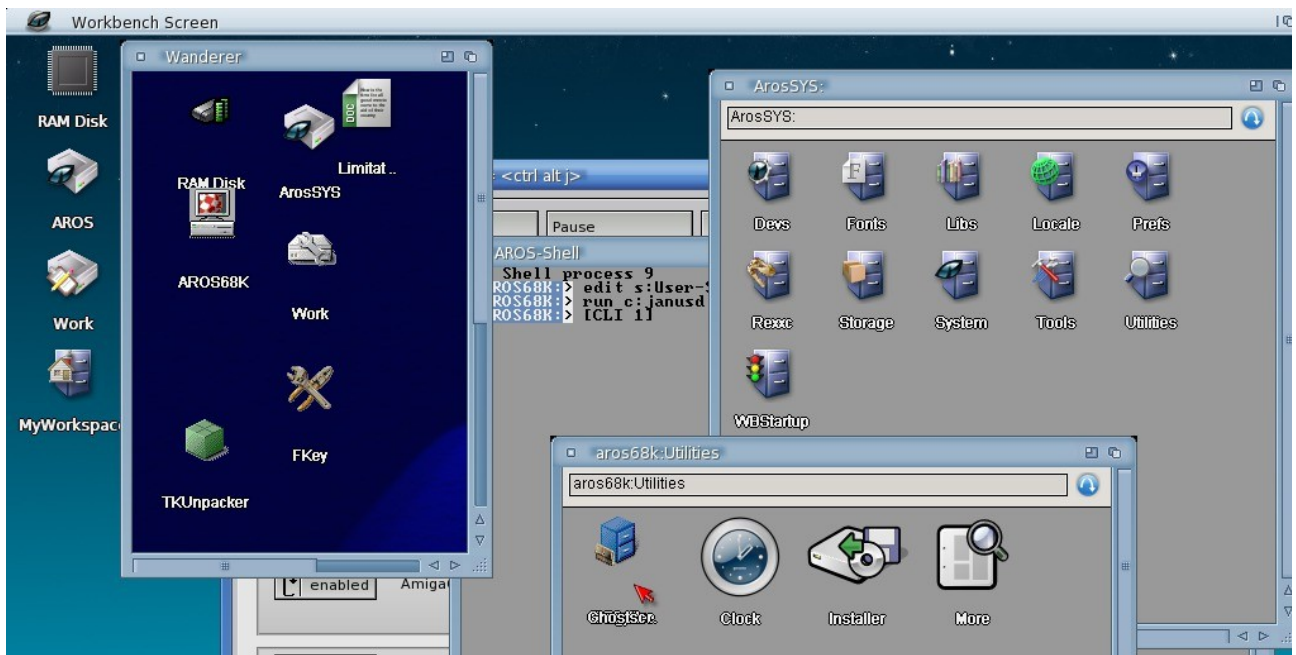 Workbench Screen
RAM Disk
AROS
Work
MyWorkspac
Wanderer
RAM Disk
ArosSYS
DOC
Limitat ..
AROS68K
Work
FKey
TKUnpacker
<ctrl alt j>
Pause
AROS-Shell
Shell process 9
ROS68K:> edit s:User-S
ROS68K:> run c:janusd
ROS68K:> [CLI 1]
enabled
Amiga
ArosSYS:
ArosSYS:
Devs
Fonts
Libs
Locale
Prefs
Rexxc
Storage
System
Tools
Utilities
WBStartup
aros68k:Utilities
aros68k:Utilities
GhostScr..
Clock
Installer
More